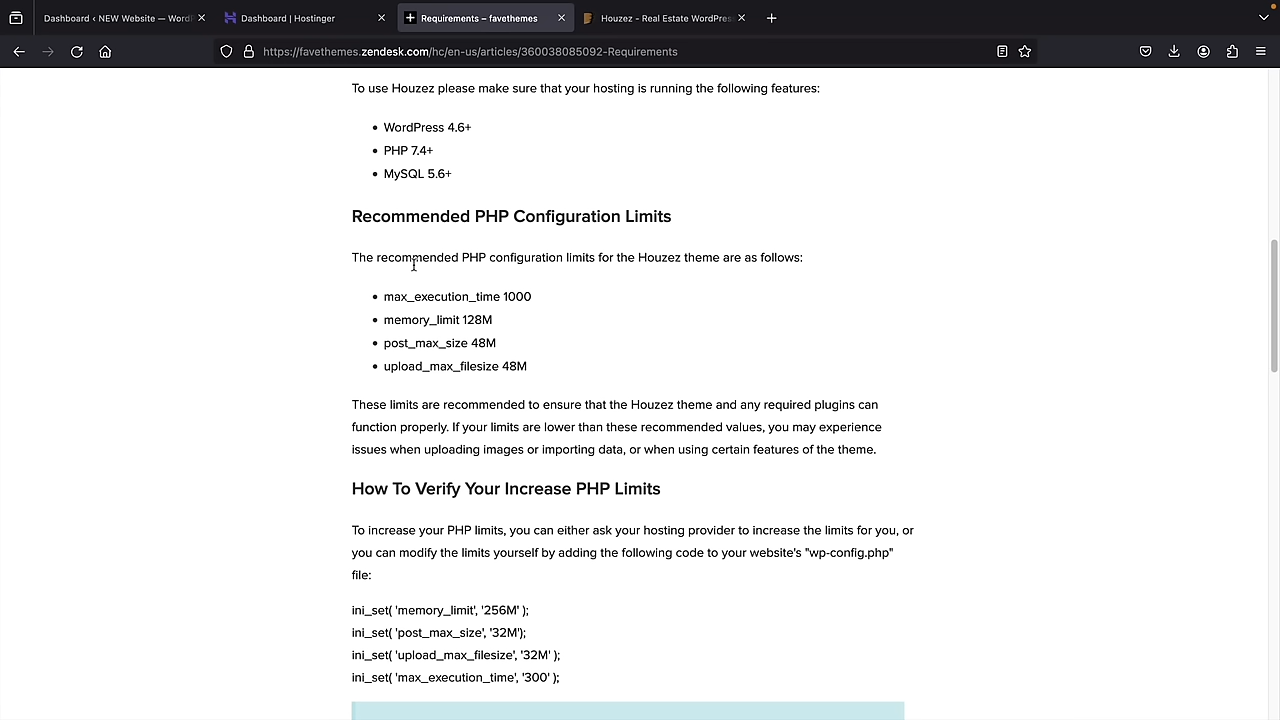 Dashboard ‹ NEW Website — Word
Dashboard | Hostinger
Requirements – favethemes
Houzez - Real Estate WordPres
https://favethemes.zendesk.com/hc/en-us/articles/360038085092-Requirements
To use Houzez please make sure that your hosting is running the following features:
• WordPress 4.6+
• PHP 7.4+
• MySQL 5.6+
Recommended PHP Configuration Limits
The recommended PHP configuration limits for the Houzez theme are as follows:
• max_execution_time 1000
• memory_limit 128M
• post_max_size 48M
• upload_max_filesize 48M
These limits are recommended to ensure that the Houzez theme and any required plugins can
function properly. If your limits are lower than these recommended values, you may experience
issues when uploading images or importing data, or when using certain features of the theme.
How To Verify Your Increase PHP Limits
To increase your PHP limits, you can either ask your hosting provider to increase the limits for you, or
you can modify the limits yourself by adding the following code to your website's "wp-config.php"
file:
ini_set( 'memory_limit', '256M' );
ini_set( 'post_max_size', '32M');
ini_set( 'upload_max_filesize', '32M' );
ini_set( 'max_execution_time', '300' );